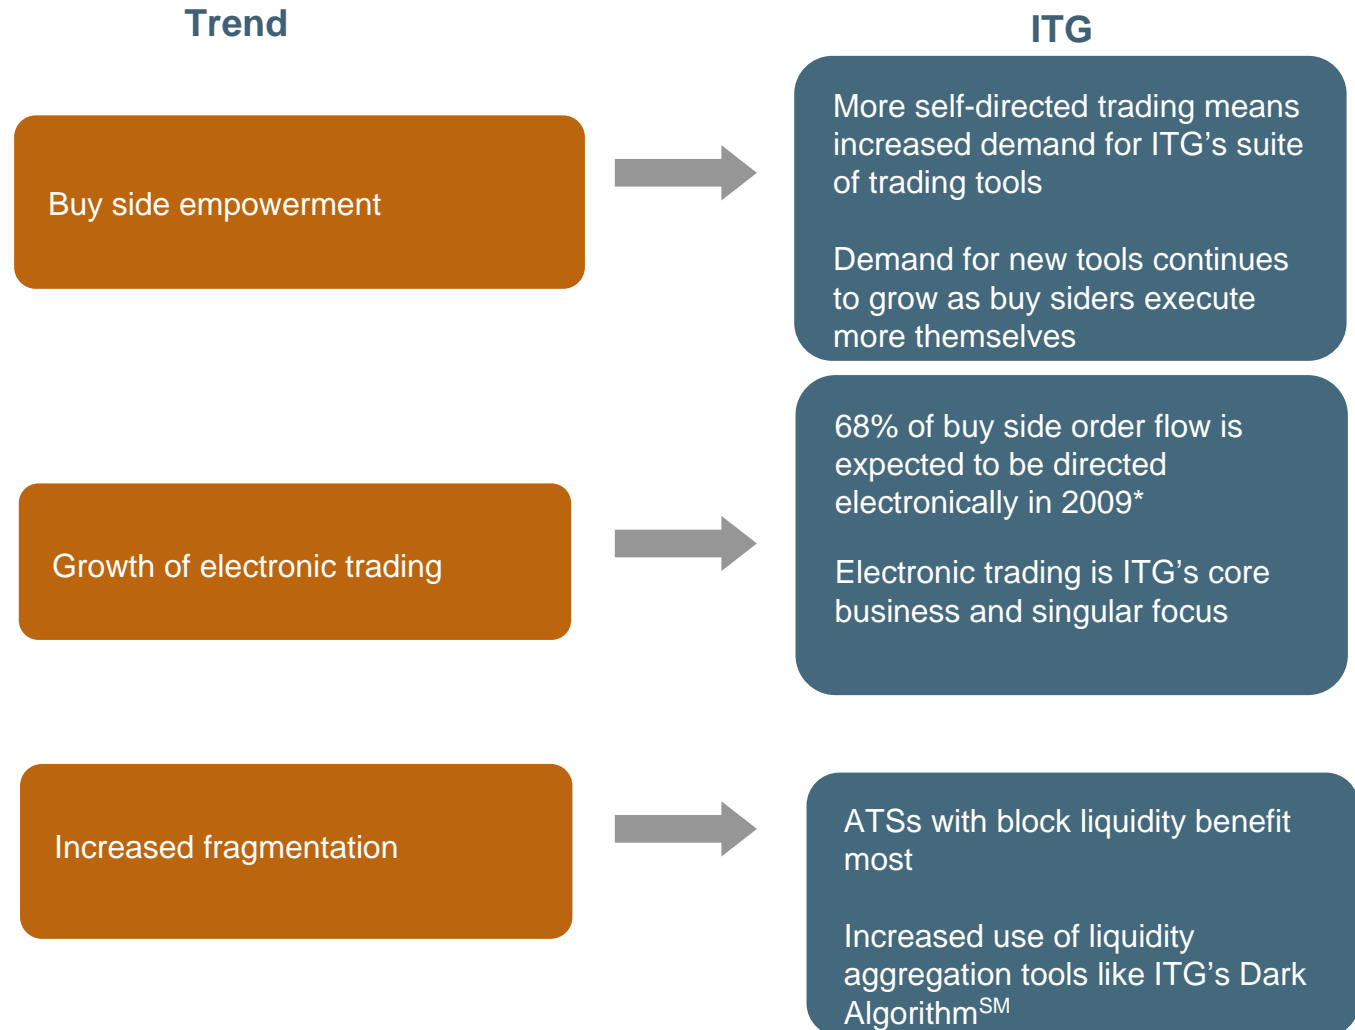 Trend
ITG
Buy side empowerment
More self-directed trading means
increased demand for ITG’s suite
of trading tools
Demand for new tools continues
to grow as buy siders execute
more themselves
Growth of electronic trading
68% of buy side order flow is
expected to be directed
electronically in 2009*
Electronic trading is ITG’s core
business and singular focus
Increased fragmentation
ATSs with block liquidity benefit
most
Increased use of liquidity
aggregation tools like ITG’s Dark
Algorithm℠